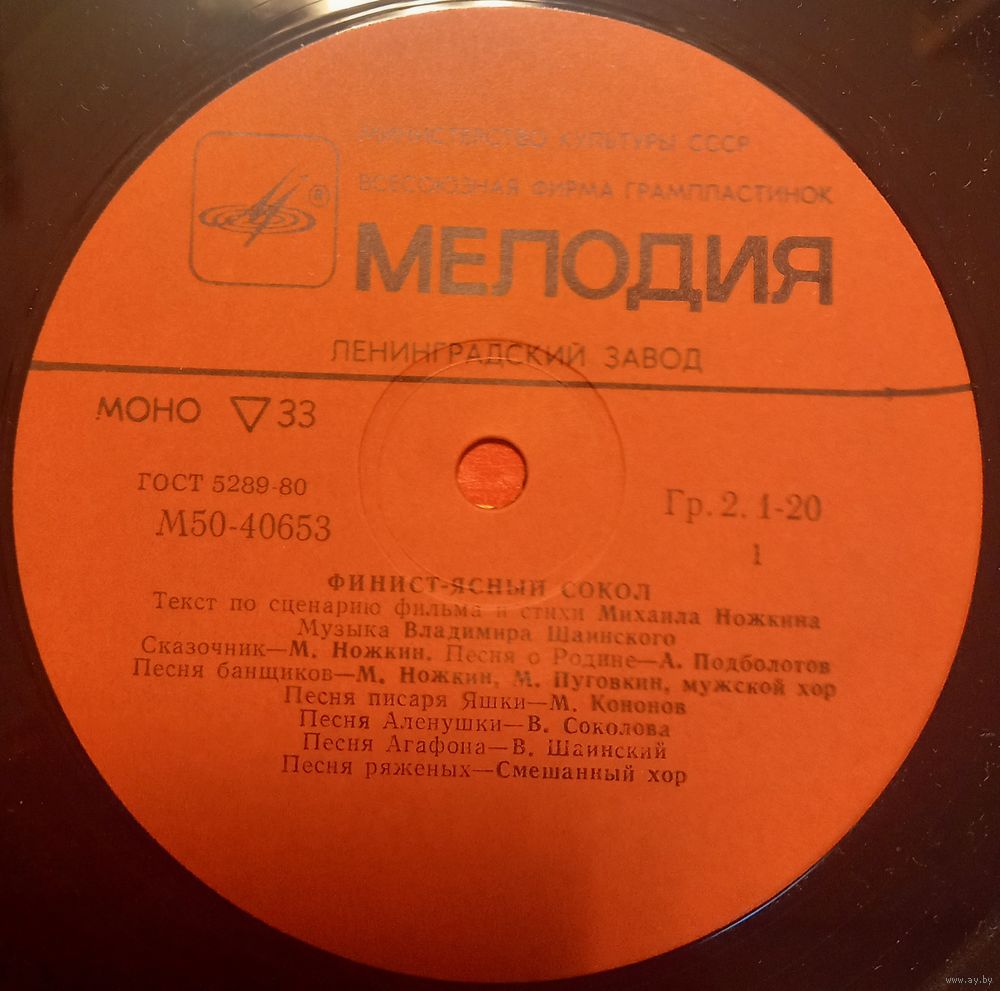 МИНИСТЕРСТВО КУЛЬТУРЫ СССР
ВСЕСОЮЗНАЯ ФИРМА ГРАМПЛАСТИНОК
®
МЕЛОДИЯ
ЛЕНИНГРАДСКИЙ ЗАВОД
МОНО ▽ 33
ГОСТ 5289-80
М50-40653
Гр. 2. 1-20
1
ФИНИСТ-ЯСНЫЙ СОКОЛ
Текст по сценарию фильма и стихи Михаила Ножкина
Музыка Владимира Шаинского
Сказочник—М. Ножкин. Песня о Родине—А. Подболотов
Песня банщиков—М. Ножкин, М. Пуговкин, мужской хор
Песня писаря Яшки—М. Кононов
Песня Аленушки—В. Соколова
Песня Агафона—В. Шаинский
Песня ряженых—Смешанный хор
www.ay.by